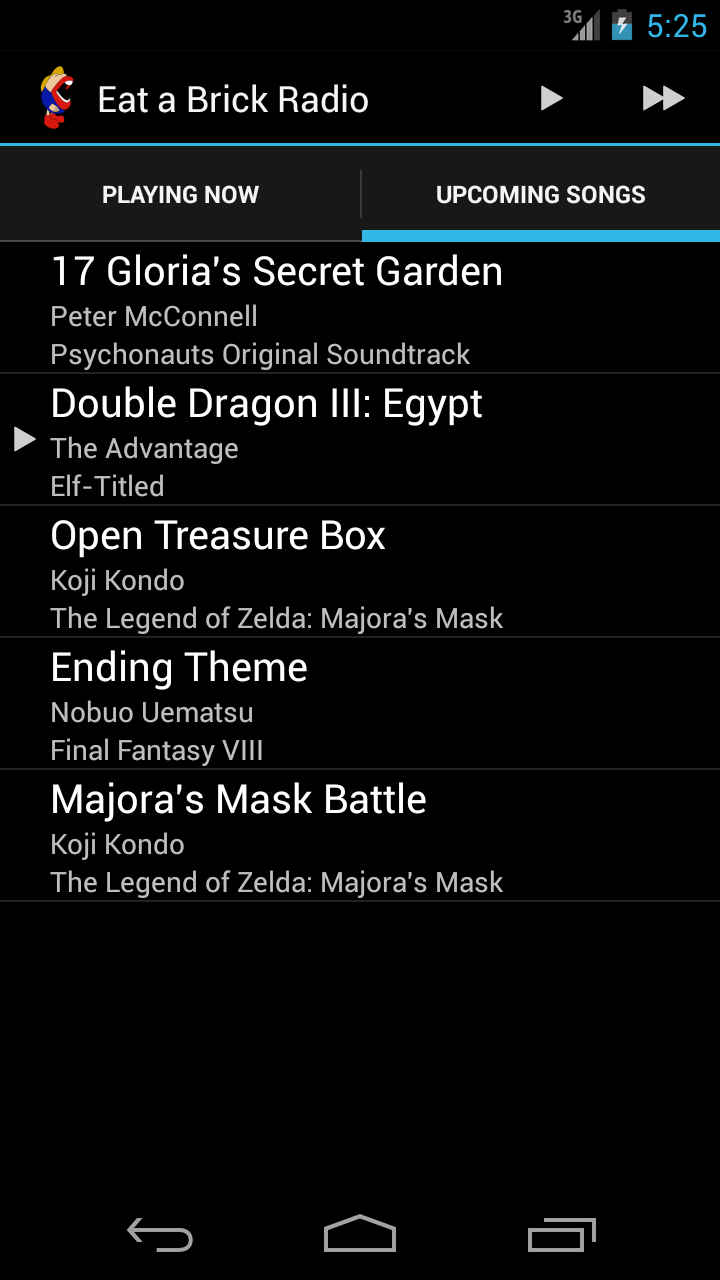 3G
5:25
Eat a Brick Radio
PLAYING NOW
UPCOMING SONGS
17 Gloria's Secret Garden
Peter McConnell
Psychonauts Original Soundtrack
Double Dragon III: Egypt
The Advantage
Elf-Titled
Open Treasure Box
Koji Kondo
The Legend of Zelda: Majora's Mask
Ending Theme
Nobuo Uematsu
Final Fantasy VIII
Majora's Mask Battle
Koji Kondo
The Legend of Zelda: Majora's Mask